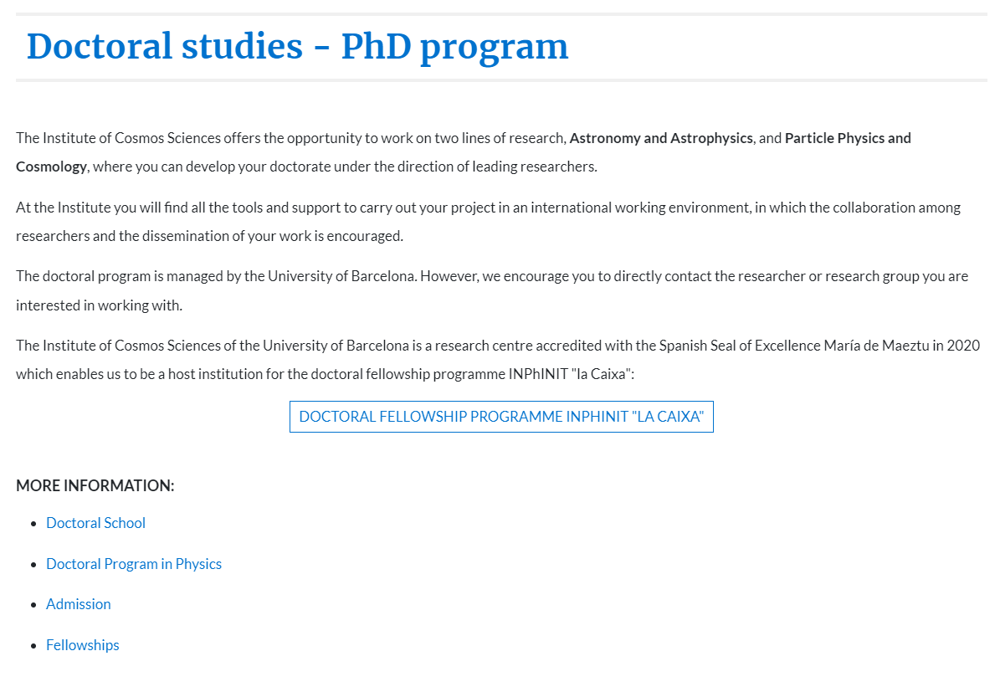 Doctoral studies - PhD program
The Institute of Cosmos Sciences offers the opportunity to work on two lines of research, Astronomy and Astrophysics, and Particle Physics and
Cosmology, where you can develop your doctorate under the direction of leading researchers.
At the Institute you will find all the tools and support to carry out your project in an international working environment, in which the collaboration among
researchers and the dissemination of your work is encouraged.
The doctoral program is managed by the University of Barcelona. However, we encourage you to directly contact the researcher or research group you are
interested in working with.
The Institute of Cosmos Sciences of the University of Barcelona is a research centre accredited with the Spanish Seal of Excellence María de Maeztu in 2020
which enables us to be a host institution for the doctoral fellowship programme INPhINIT "la Caixa":
DOCTORAL FELLOWSHIP PROGRAMME INPHINIT "LA CAIXA"
MORE INFORMATION:
• Doctoral School
• Doctoral Program in Physics
• Admission
• Fellowships